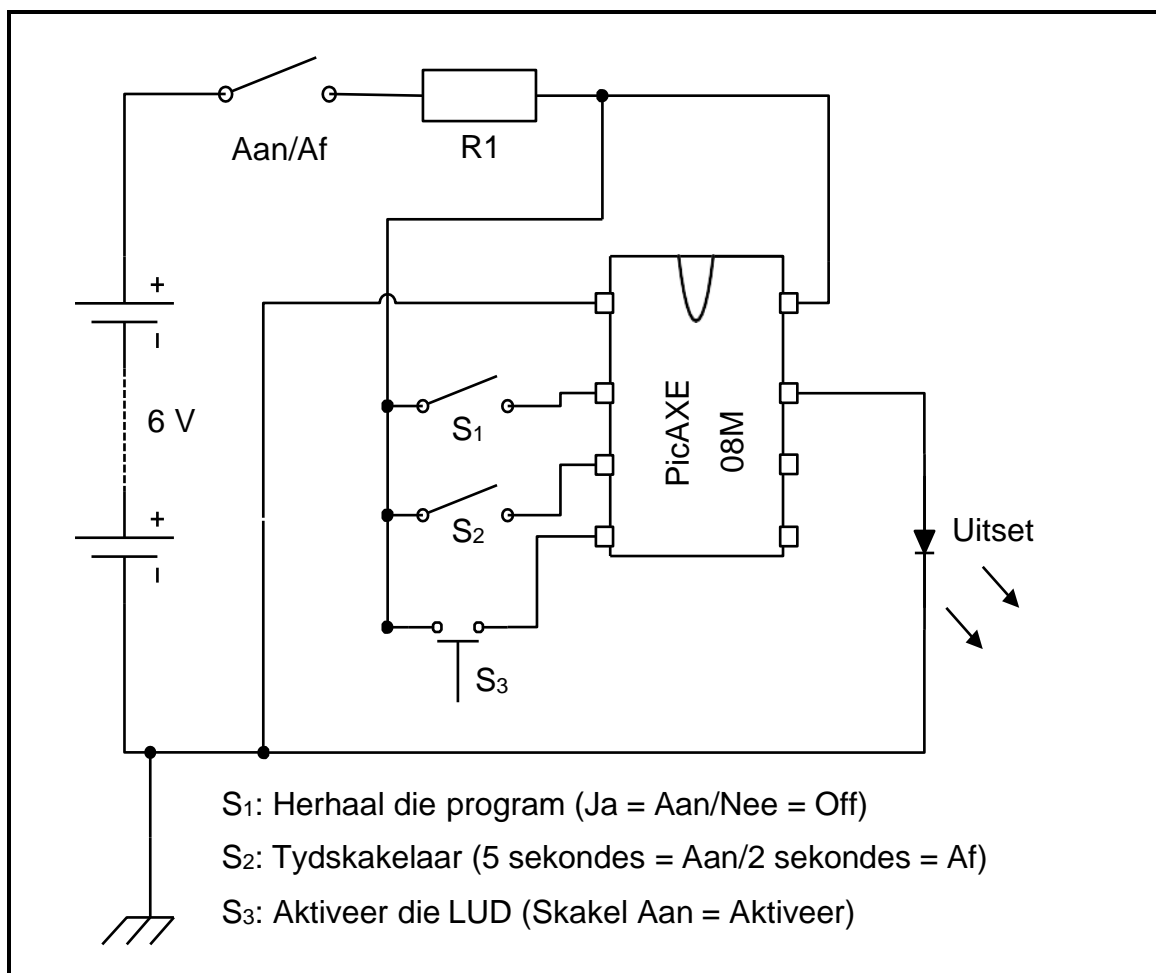 Aan/Af
R1
+
–
6 V
+
–
S₁
S₂
S₃
PicAXE
08M
Uitset
S₁: Herhaal die program (Ja = Aan/Nee = Off)
S₂: Tydskakelaar (5 sekondes = Aan/2 sekondes = Af)
S₃: Aktiveer die LUD (Skakel Aan = Aktiveer)